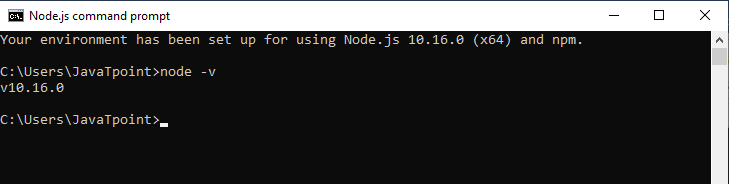 Node.js command prompt
Your environment has been set up for using Node.js 10.16.0 (x64) and npm.
C:\Users\JavaTpoint>node -v
v10.16.0
C:\Users\JavaTpoint>